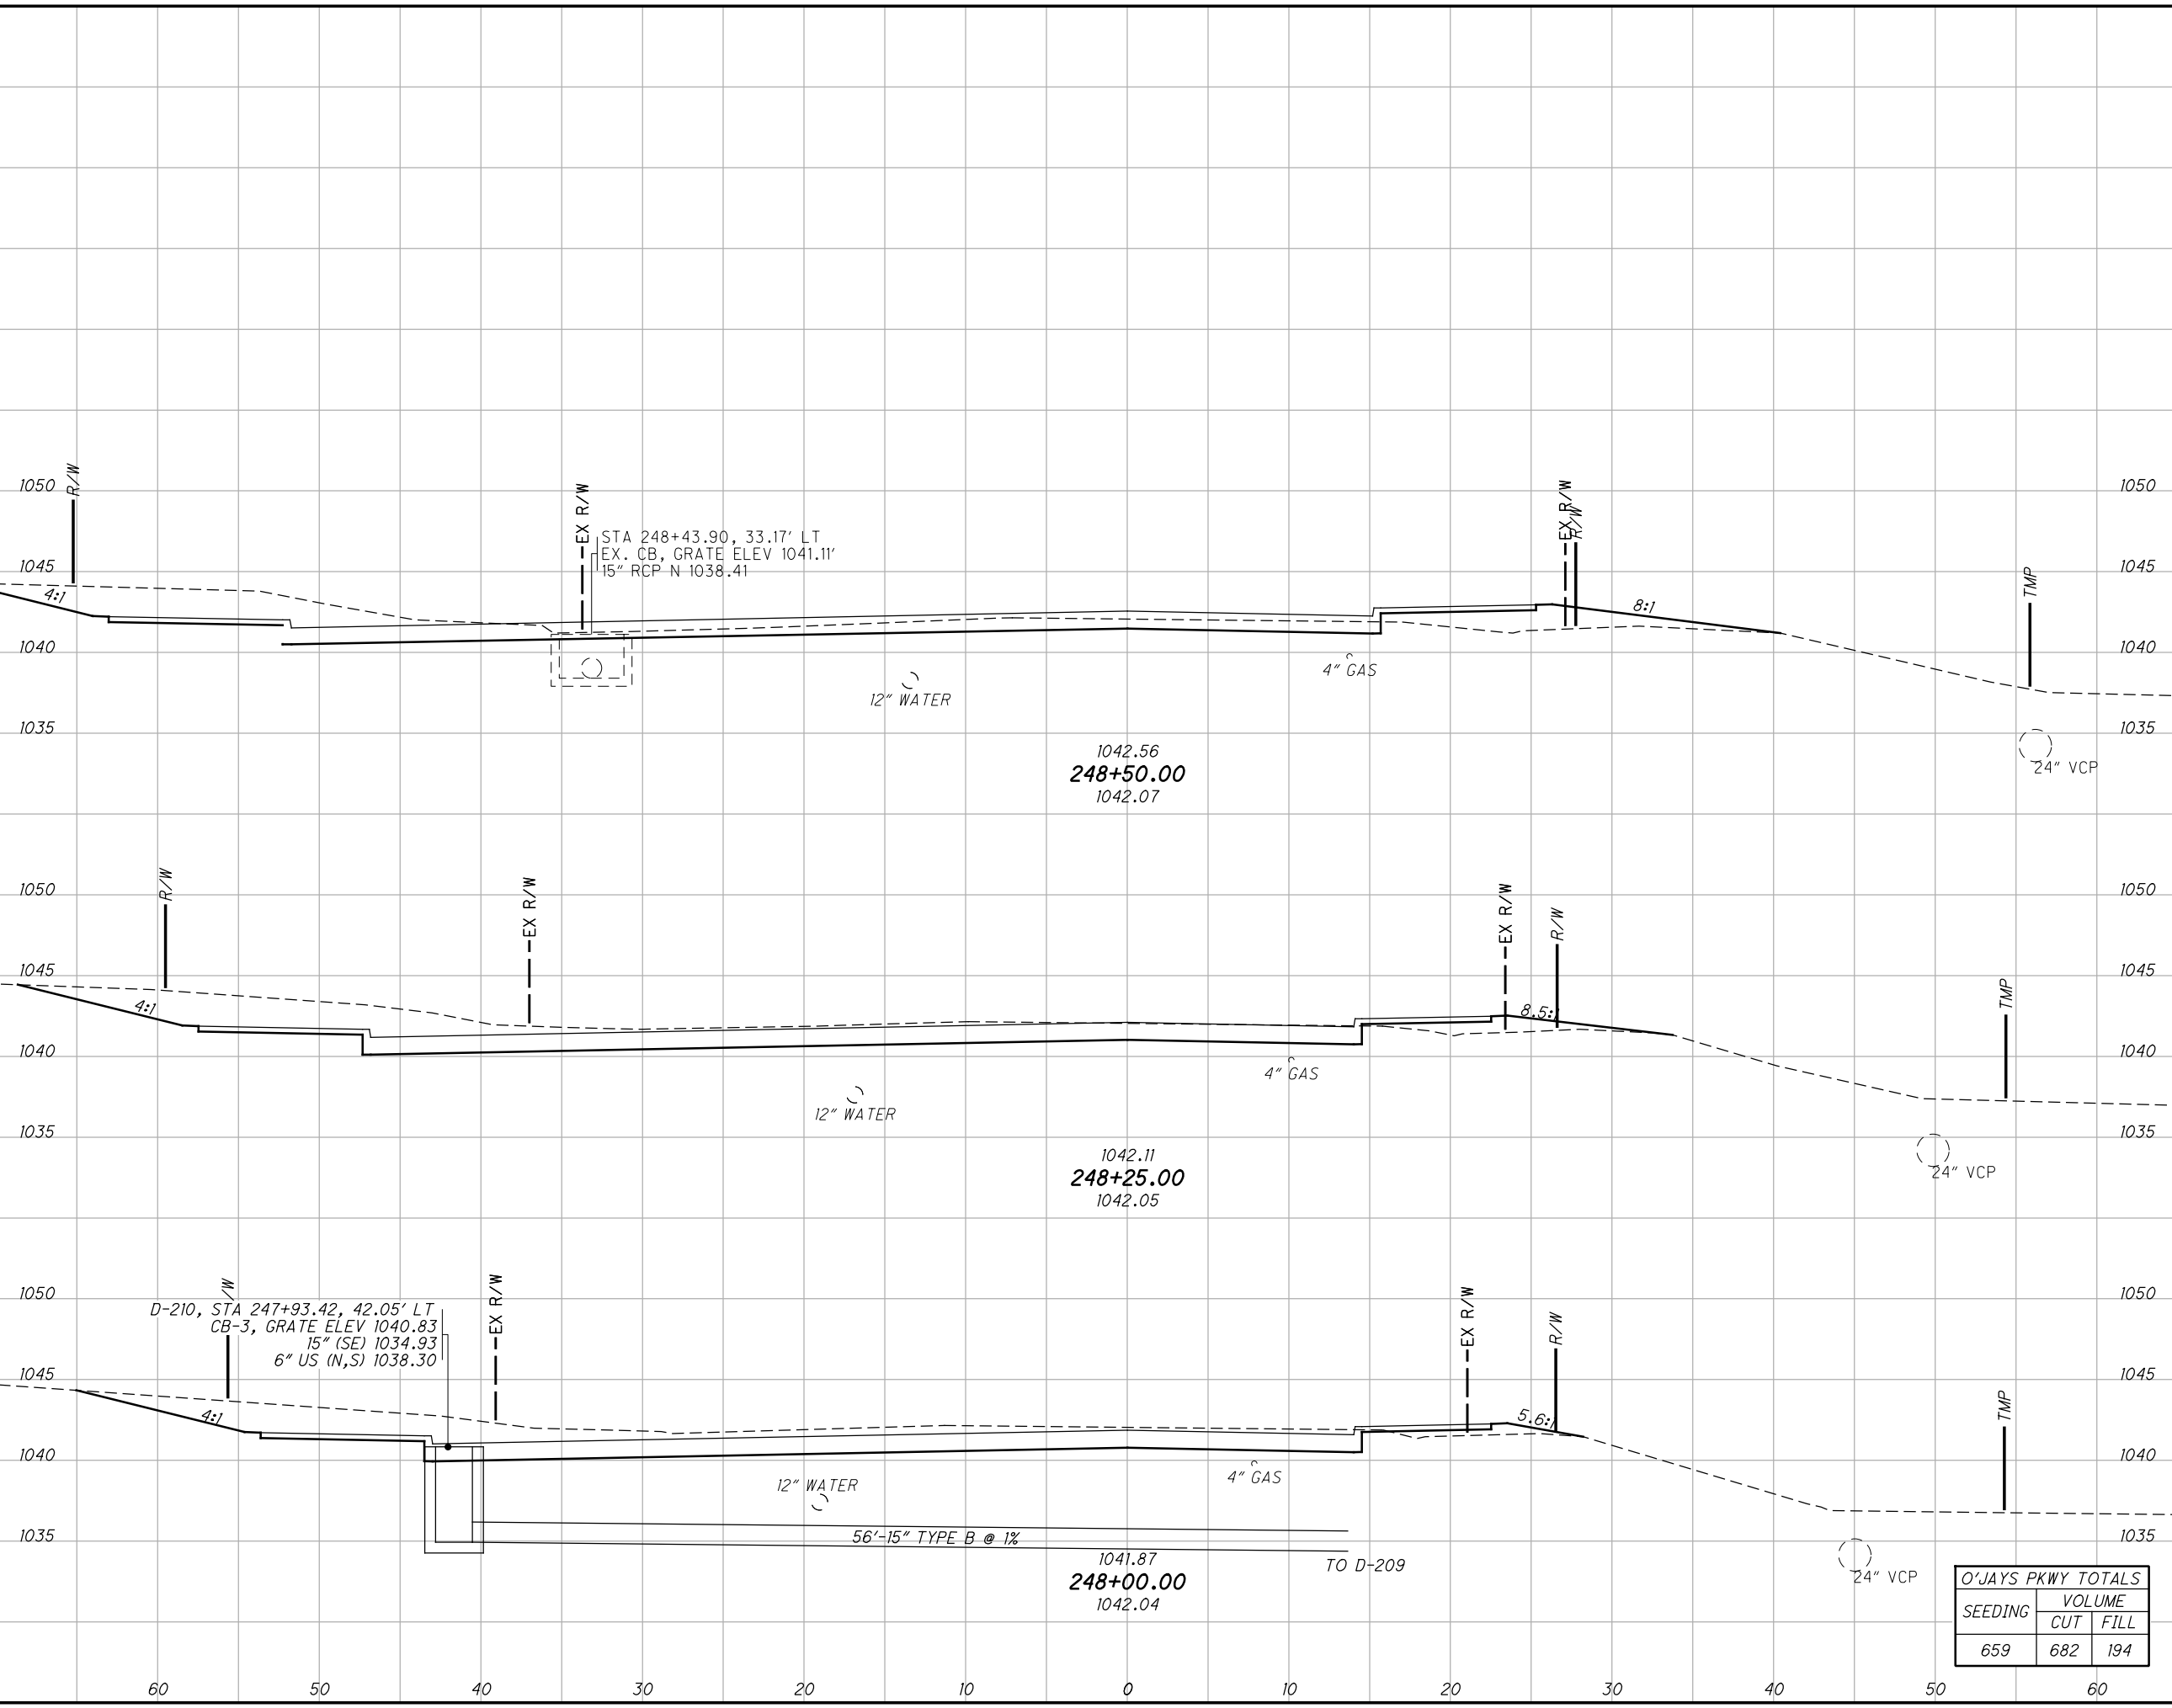 R/W
1050
EX R/W
EX R/W
R/W
1050
STA 248+43.90, 33.17' LT
EX. CB, GRATE ELEV 1041.11'
15" RCP N 1038.41
1045
1045
4:1
8:1
TMP
1040
1040
4" GAS
12" WATER
1035
1035
1042.56
248+50.00
1042.07
24" VCP
R/W
1050
EX R/W
EX R/W
R/W
1050
1045
1045
4:1
8.5:1
TMP
1040
1040
4" GAS
12" WATER
1035
1035
1042.11
248+25.00
1042.05
24" VCP
/W
1050
EX R/W
EX R/W
R/W
1050
D-210, STA 247+93.42, 42.05' LT
CB-3, GRATE ELEV 1040.83
15" (SE) 1034.93
6" US (N,S) 1038.30
1045
1045
4:1
5.6:1
TMP
1040
1040
4" GAS
12" WATER
1035
1035
56'-15" TYPE B @ 1%
TO D-209
1041.87
248+00.00
1042.04
24" VCP
O'JAYS PKWY TOTALS
SEEDING
VOLUME
CUT FILL
659 682 194
60 50 40 30 20 10 0 10 20 30 40 50 60